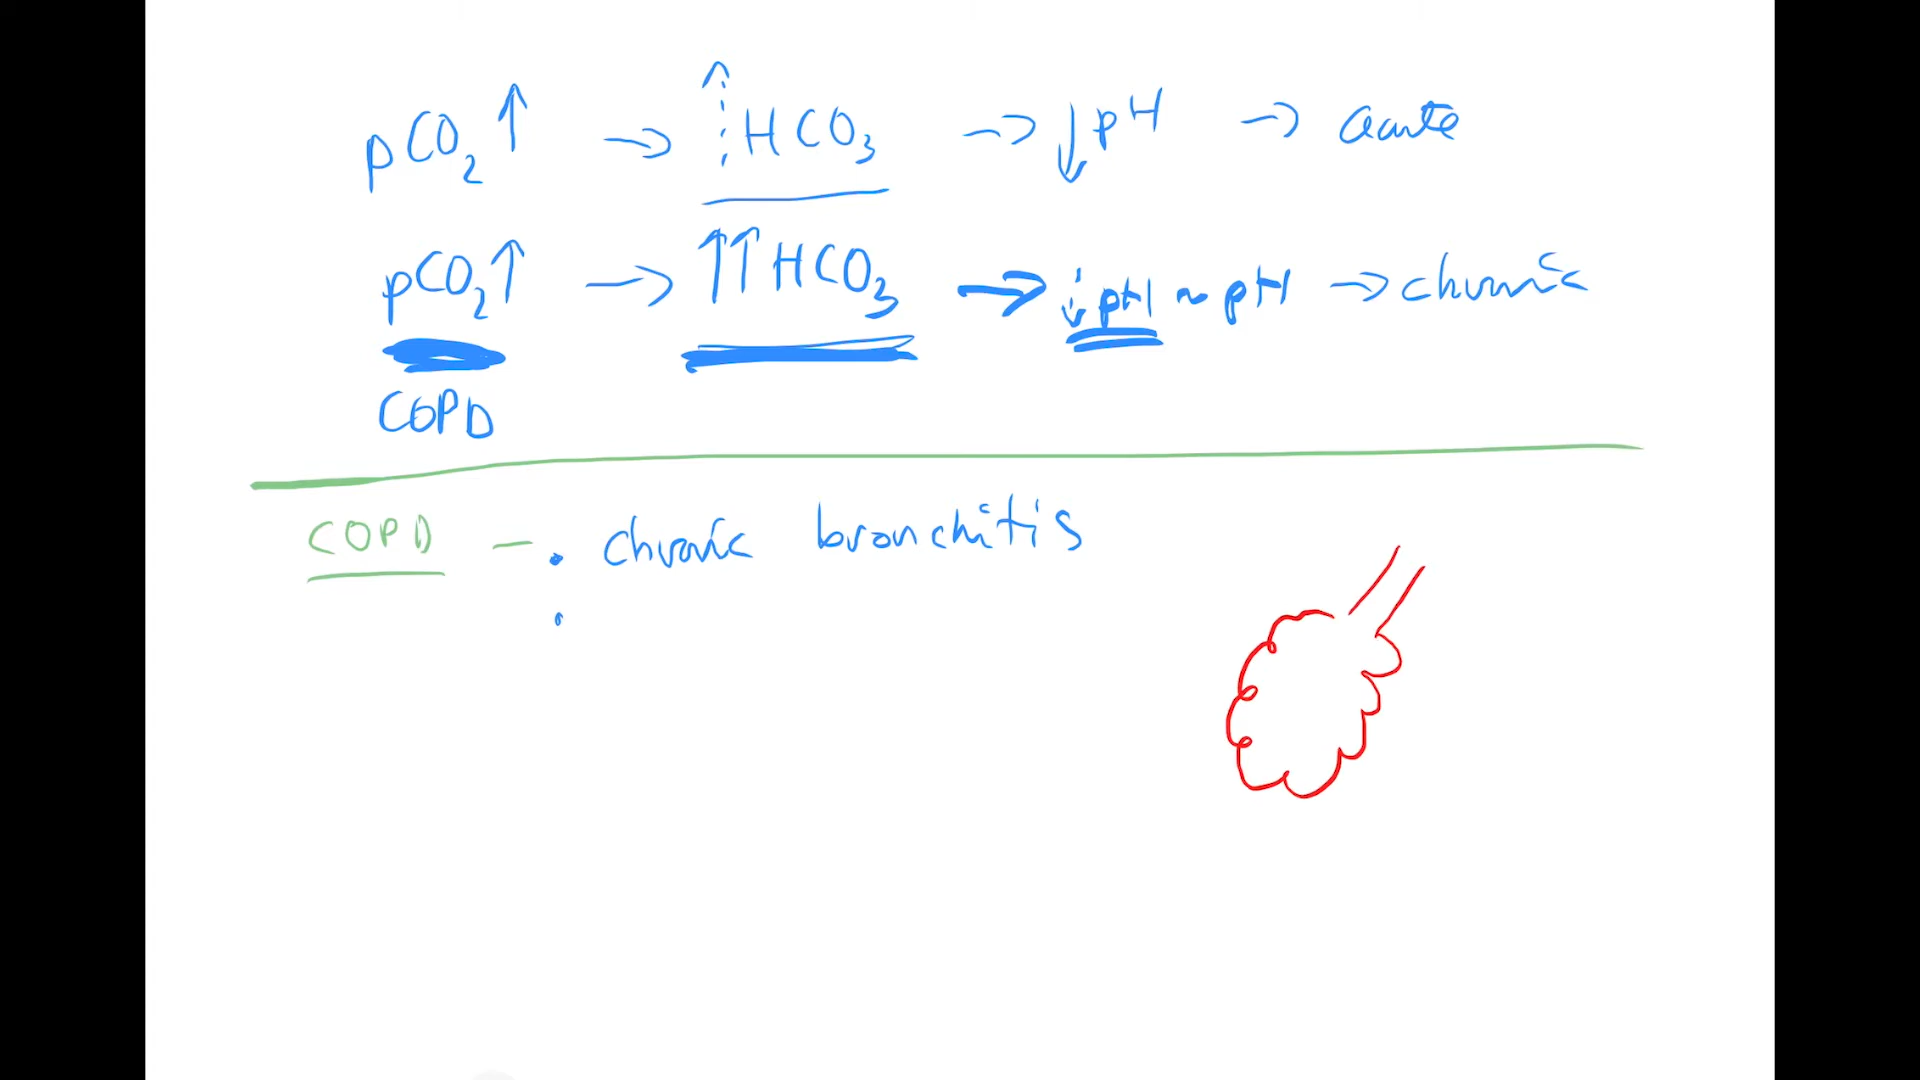 pCO₂ ↑ → ↑ HCO₃ → ↓ pH → acute
pCO₂ ↑ → ↑↑ HCO₃ → ↓ pH ~ pH → chronic
COPD
COPD – • chronic bronchitis
•